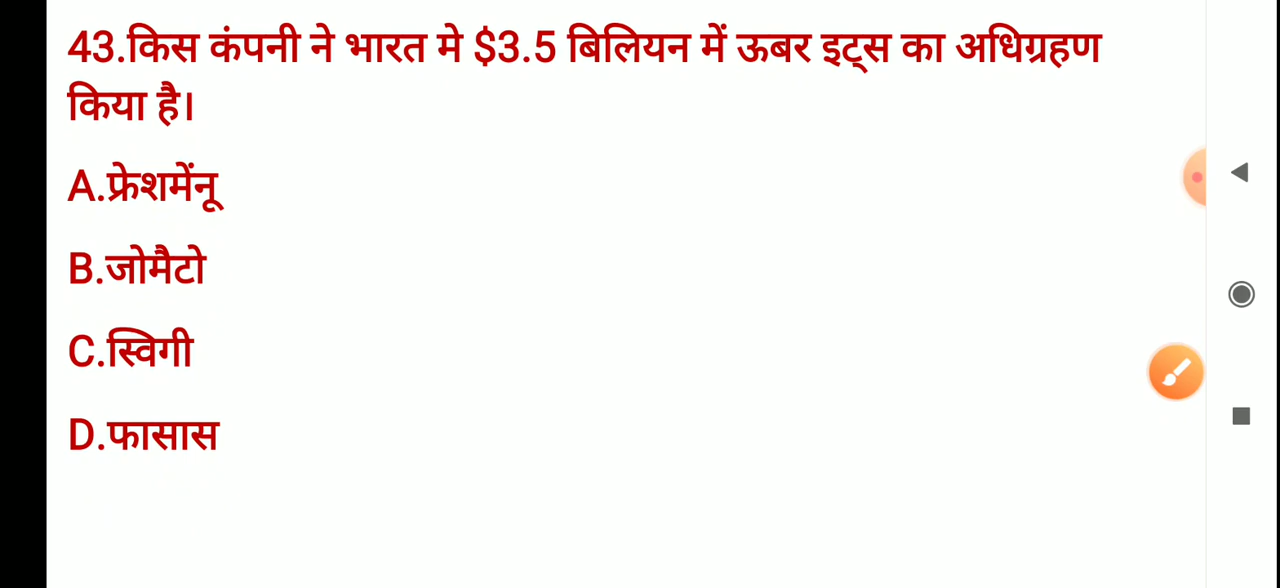 43.किस कंपनी ने भारत मे $3.5 बिलियन में ऊबर इट्स का अधिग्रहण
किया है।
A.फ्रेशमेंनू
B.जोमैटो
C.स्विगी
D.फासास